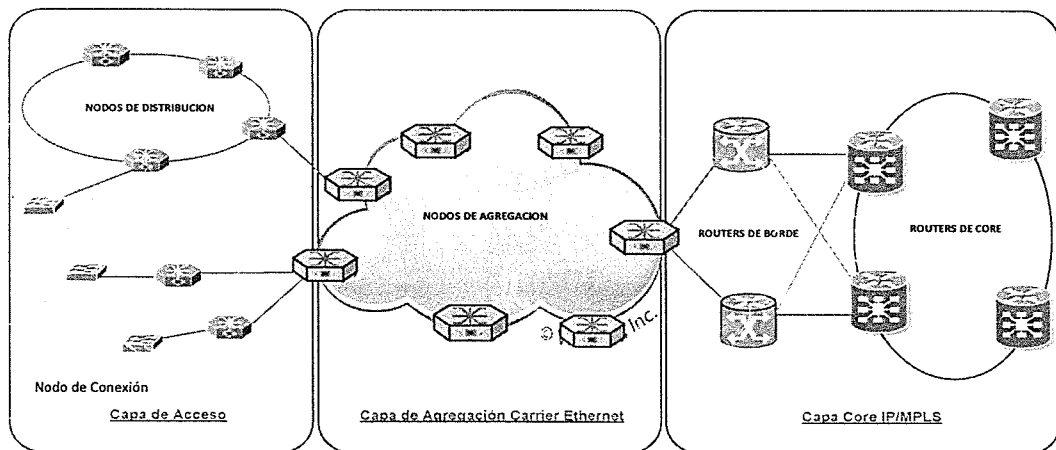 NODOS DE DISTRIBUCION
Nodo de Conexión
Capa de Acceso
NODOS DE AGREGACION
© Inc.
Capa de Agregación Carrier Ethernet
ROUTERS DE BORDE
ROUTERS DE CORE
Capa Core IP/MPLS